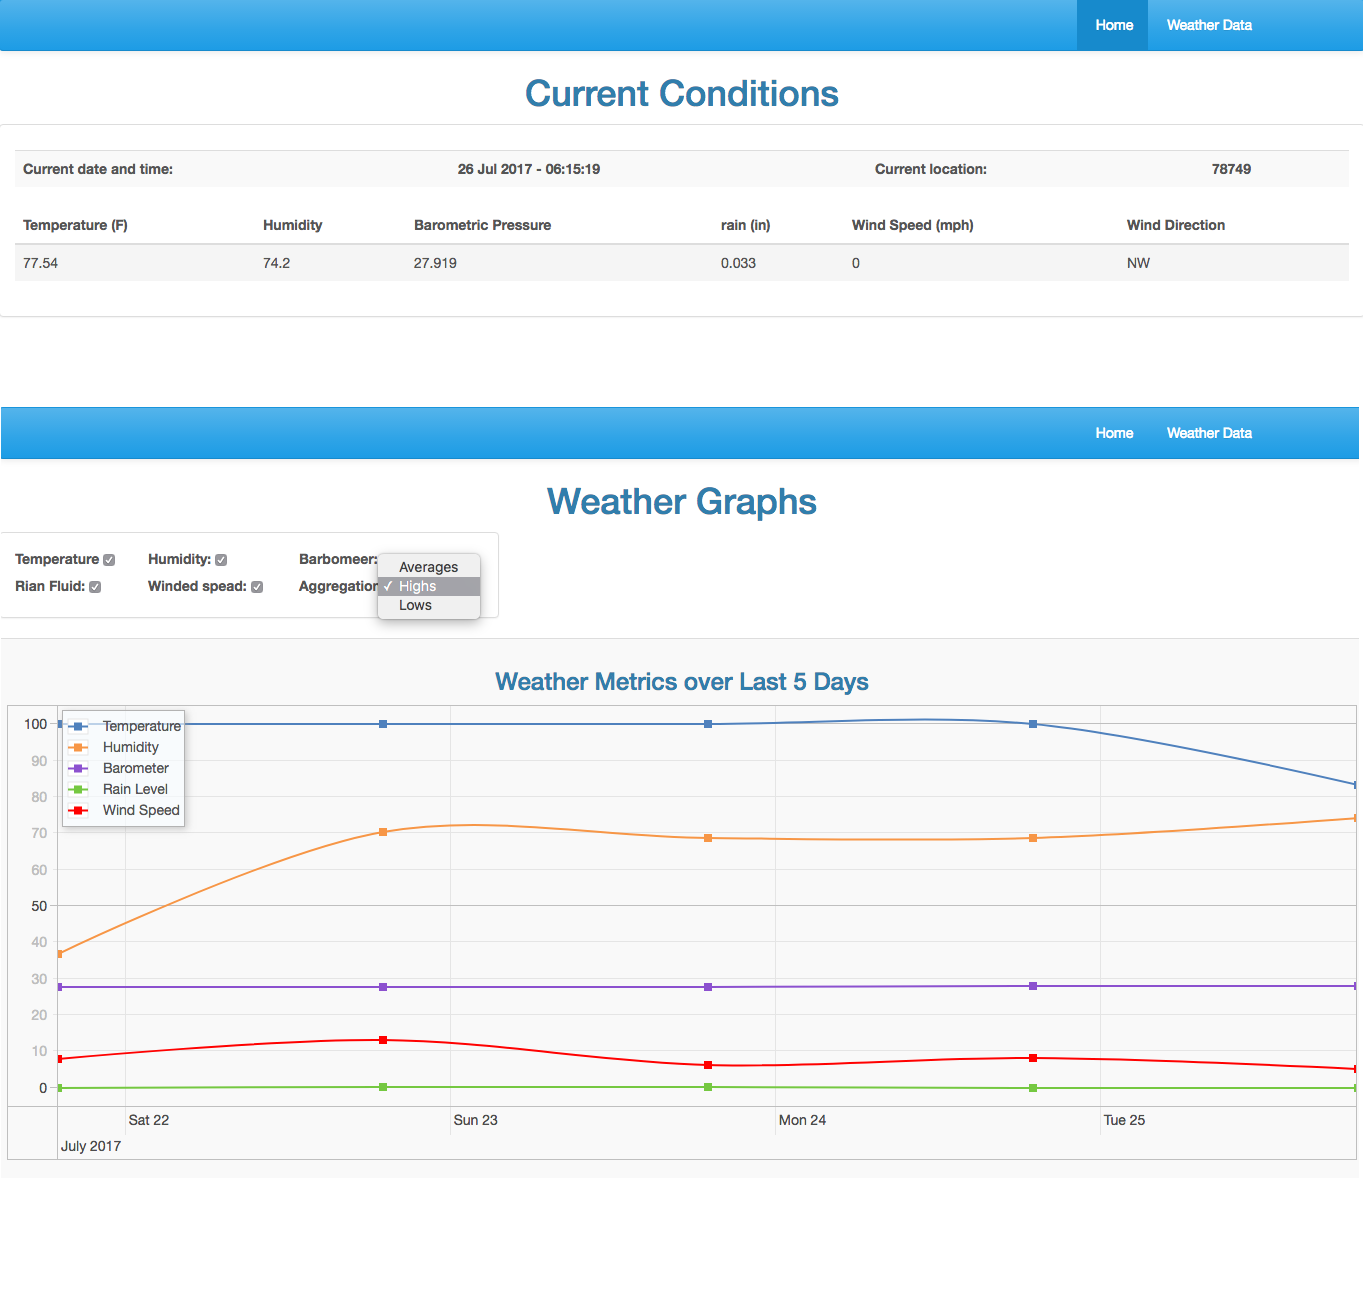 Home Weather Data
Current Conditions
Current date and time: 26 Jul 2017 - 06:15:19 Current location: 78749
Temperature (F) Humidity Barometric Pressure rain (in) Wind Speed (mph) Wind Direction
77.54 74.2 27.919 0.033 0 NW
Home Weather Data
Weather Graphs
Temperature Humidity: Barbomeer:
Averages
Rian Fluid: Winded spead: Aggregation ✓ Highs
Lows
Weather Metrics over Last 5 Days
100 Temperature
Humidity
90 Barometer
Rain Level
80 Wind Speed
70
60
50
40
30
20
10
0
Sat 22 Sun 23 Mon 24 Tue 25
July 2017